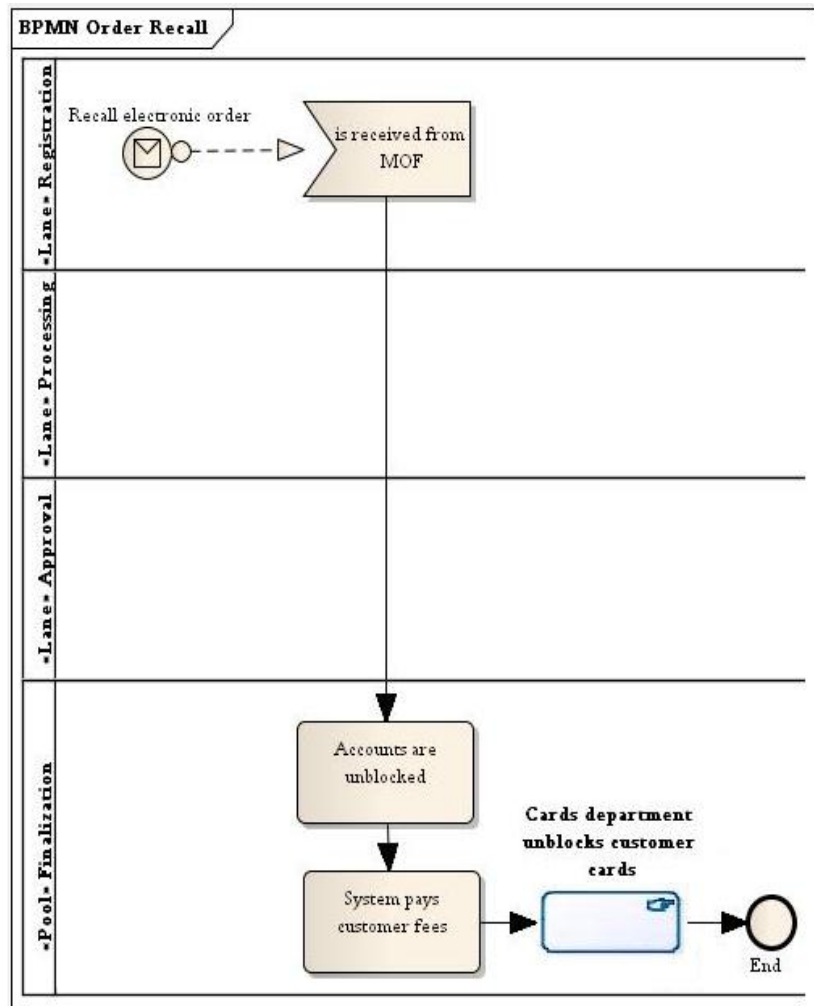 BPMN Order Recall
«Lane» Registration
Recall electronic order
is received from
MOF
«Lane» Processing
«Lane» Approval
«Pool» Finalization
Accounts are
unblocked
System pays
customer fees
Cards department
unblocks customer
cards
End